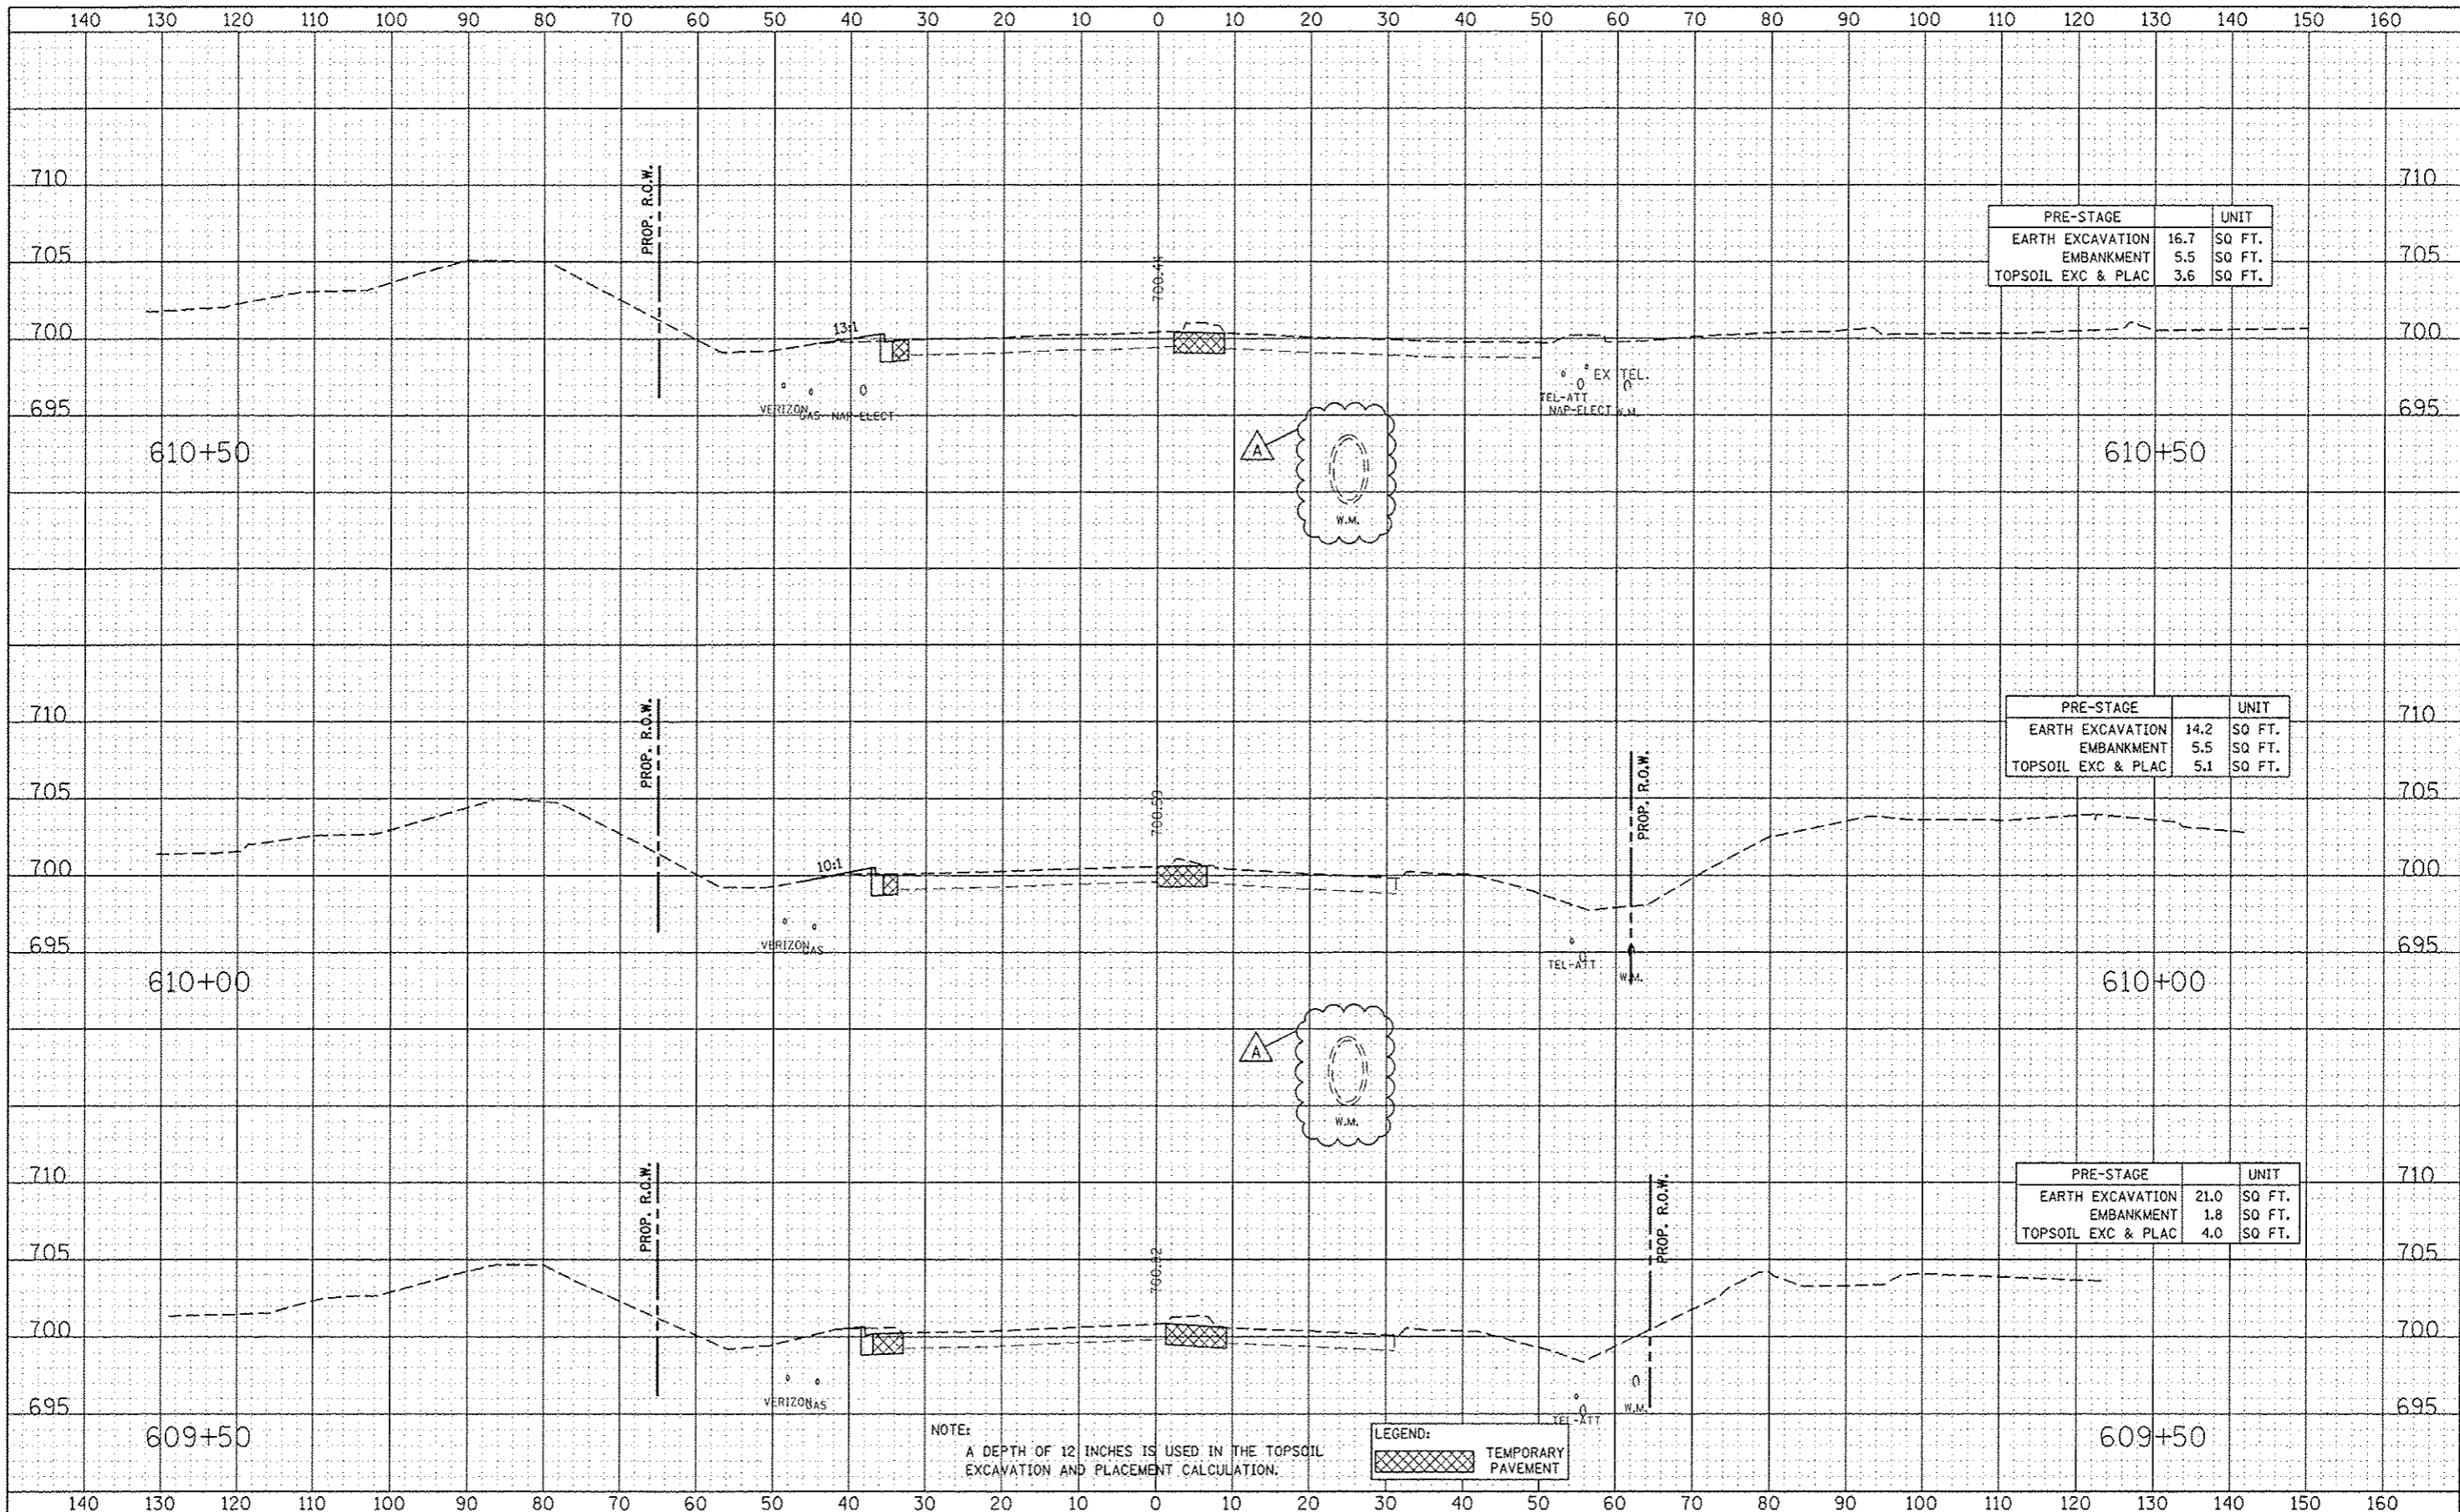 140 130 120 110 100 90 80 70 60 50 40 30 20 10 0 10 20 30 40 50 60 70 80 90 100 110 120 130 140 150 160
710 710
PROP. R.O.W.
PRE-STAGE UNIT
EARTH EXCAVATION 16.7 SQ FT.
EMBANKMENT 5.5 SQ FT.
TOPSOIL EXC & PLAC 3.6 SQ FT.
705 705
700.44
13:1
700 700
EX TEL.
VERIZON GAS NAP-ELECT
TEL-ATT
NAP-ELECT W.M.
695 695
610+50 610+50
A
W.M.
710 710
PROP. R.O.W.
PROP. R.O.W.
PRE-STAGE UNIT
EARTH EXCAVATION 14.2 SQ FT.
EMBANKMENT 5.5 SQ FT.
TOPSOIL EXC & PLAC 5.1 SQ FT.
705 705
700.59
10:1
700 700
VERIZON GAS
TEL-ATT
W.M.
695 695
610+00 610+00
A
W.M.
710 710
PROP. R.O.W.
PROP. R.O.W.
PRE-STAGE UNIT
EARTH EXCAVATION 21.0 SQ FT.
EMBANKMENT 1.8 SQ FT.
TOPSOIL EXC & PLAC 4.0 SQ FT.
705 705
700 700
VERIZON GAS
TEL-ATT
W.M.
695 695
609+50 609+50
NOTE:
A DEPTH OF 12 INCHES IS USED IN THE TOPSOIL
EXCAVATION AND PLACEMENT CALCULATION.
LEGEND:
TEMPORARY
PAVEMENT
140 130 120 110 100 90 80 70 60 50 40 30 20 10 0 10 20 30 40 50 60 70 80 90 100 110 120 130 140 150 160